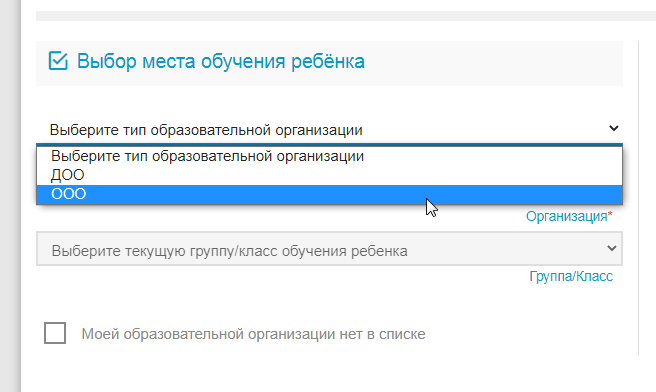 Выбор места обучения ребёнка
Выберите тип образовательной организации
Выберите тип образовательной организации
ДОО
ООО
Организация*
Выберите текущую группу/класс обучения ребенка
Группа/Класс
Моей образовательной организации нет в списке